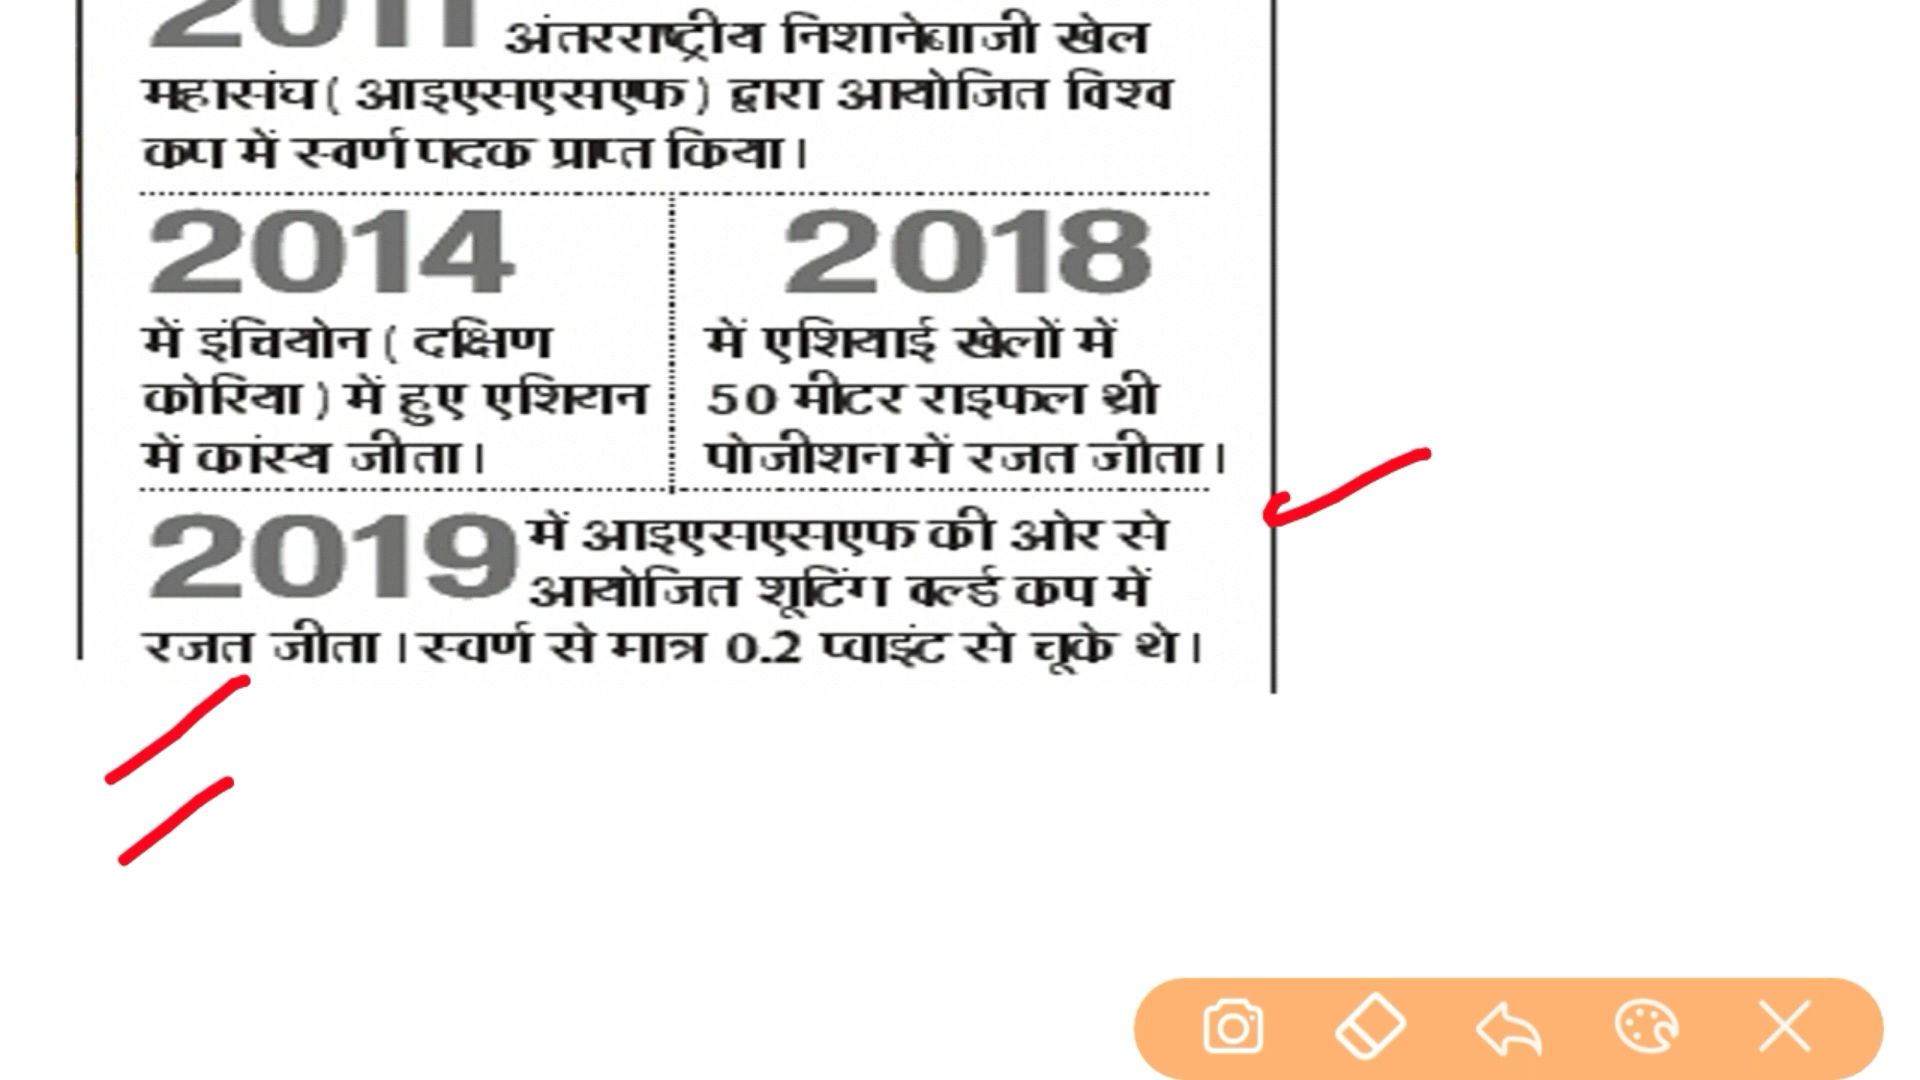 2011 अंतरराष्ट्रीय निशानेबाजी खेल
महासंघ ( आइएसएसएफ ) द्वारा आयोजित विश्व
कप में स्वर्ण पदक प्राप्त किया।
2014
में इंचियोन ( दक्षिण
कोरिया ) में हुए एशियन
में कांस्य जीता।
2018
में एशियाई खेलों में
50 मीटर राइफल थ्री
पोजीशन में रजत जीता।
2019 में आइएसएसएफ की ओर से
आयोजित शूटिंग वर्ल्ड कप में
रजत जीता। स्वर्ण से मात्र 0.2 प्वाइंट से चूके थे।